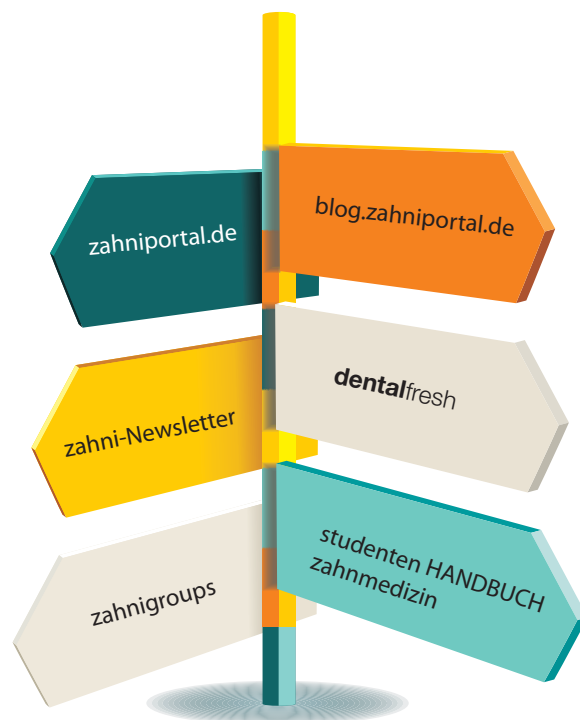 zahniportal.de
blog.zahniportal.de
zahni-Newsletter
dentalfresh
zahnigroups
studenten HANDBUCH
zahnmedizin